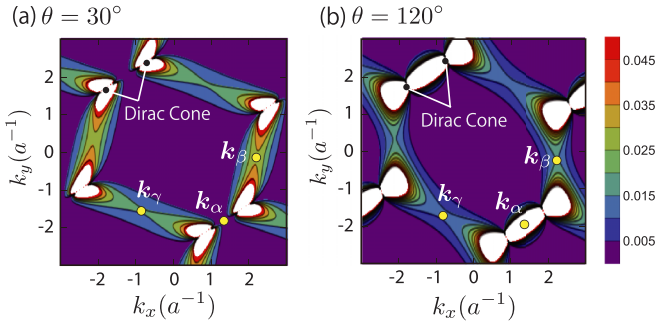 (a) θ = 30°
(b) θ = 120°
2
1
0
-1
-2
k_y(a⁻¹)
Dirac Cone
k_β
k_γ
k_α
-2 -1 0 1 2
k_x(a⁻¹)
2
1
0
-1
-2
k_y(a⁻¹)
Dirac Cone
k_β
k_γ
k_α
-2 -1 0 1 2
k_x(a⁻¹)
0.045
0.035
0.025
0.015
0.005